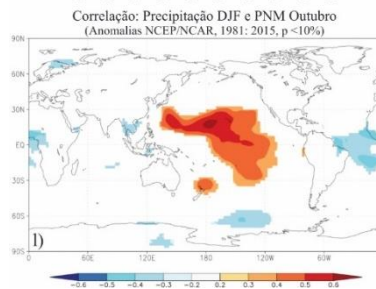 Correlação: Precipitação DJF e PNM Outubro
(Anomalias NCEP/NCAR, 1981: 2015, p <10%)
90N
60N
30N
EQ
30S
60S
90S
l)
0 60E 120E 180 120W 60W
−0.6 −0.5 −0.4 −0.3 −0.2 0.2 0.3 0.4 0.5 0.6